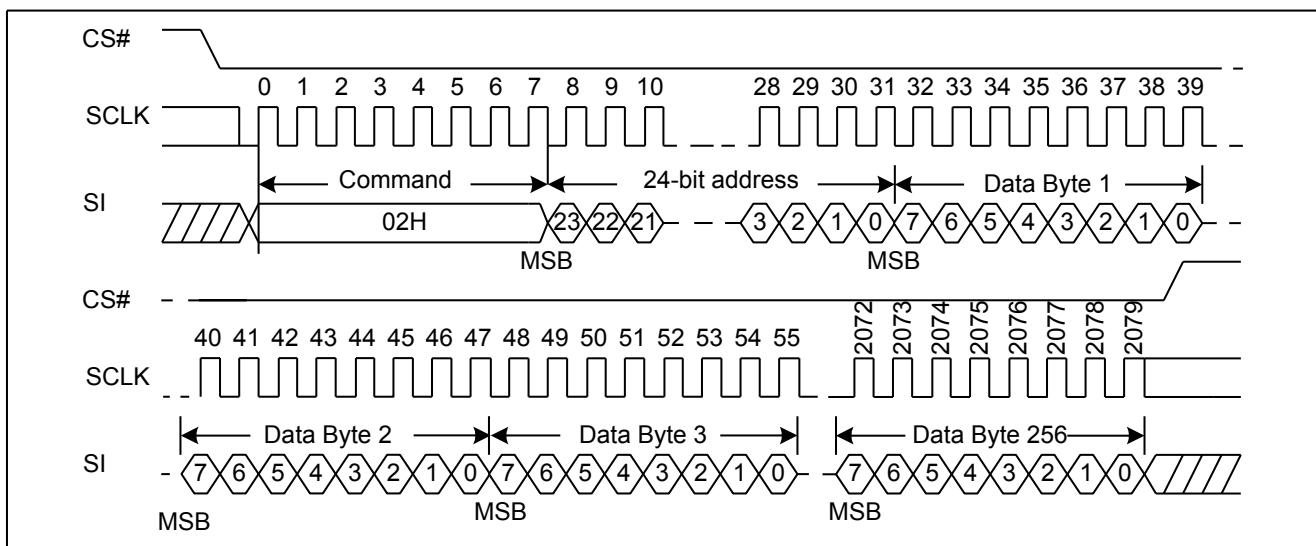 CS#
0 1 2 3 4 5 6 7 8 9 10 28 29 30 31 32 33 34 35 36 37 38 39
SCLK
Command 24-bit address Data Byte 1
SI
02H 23 22 21 3 2 1 0 7 6 5 4 3 2 1 0
MSB MSB
CS#
40 41 42 43 44 45 46 47 48 49 50 51 52 53 54 55 2072 2073 2074 2075 2076 2077 2078 2079
SCLK
Data Byte 2 Data Byte 3 Data Byte 256
SI
7 6 5 4 3 2 1 0 7 6 5 4 3 2 1 0 7 6 5 4 3 2 1 0
MSB MSB MSB